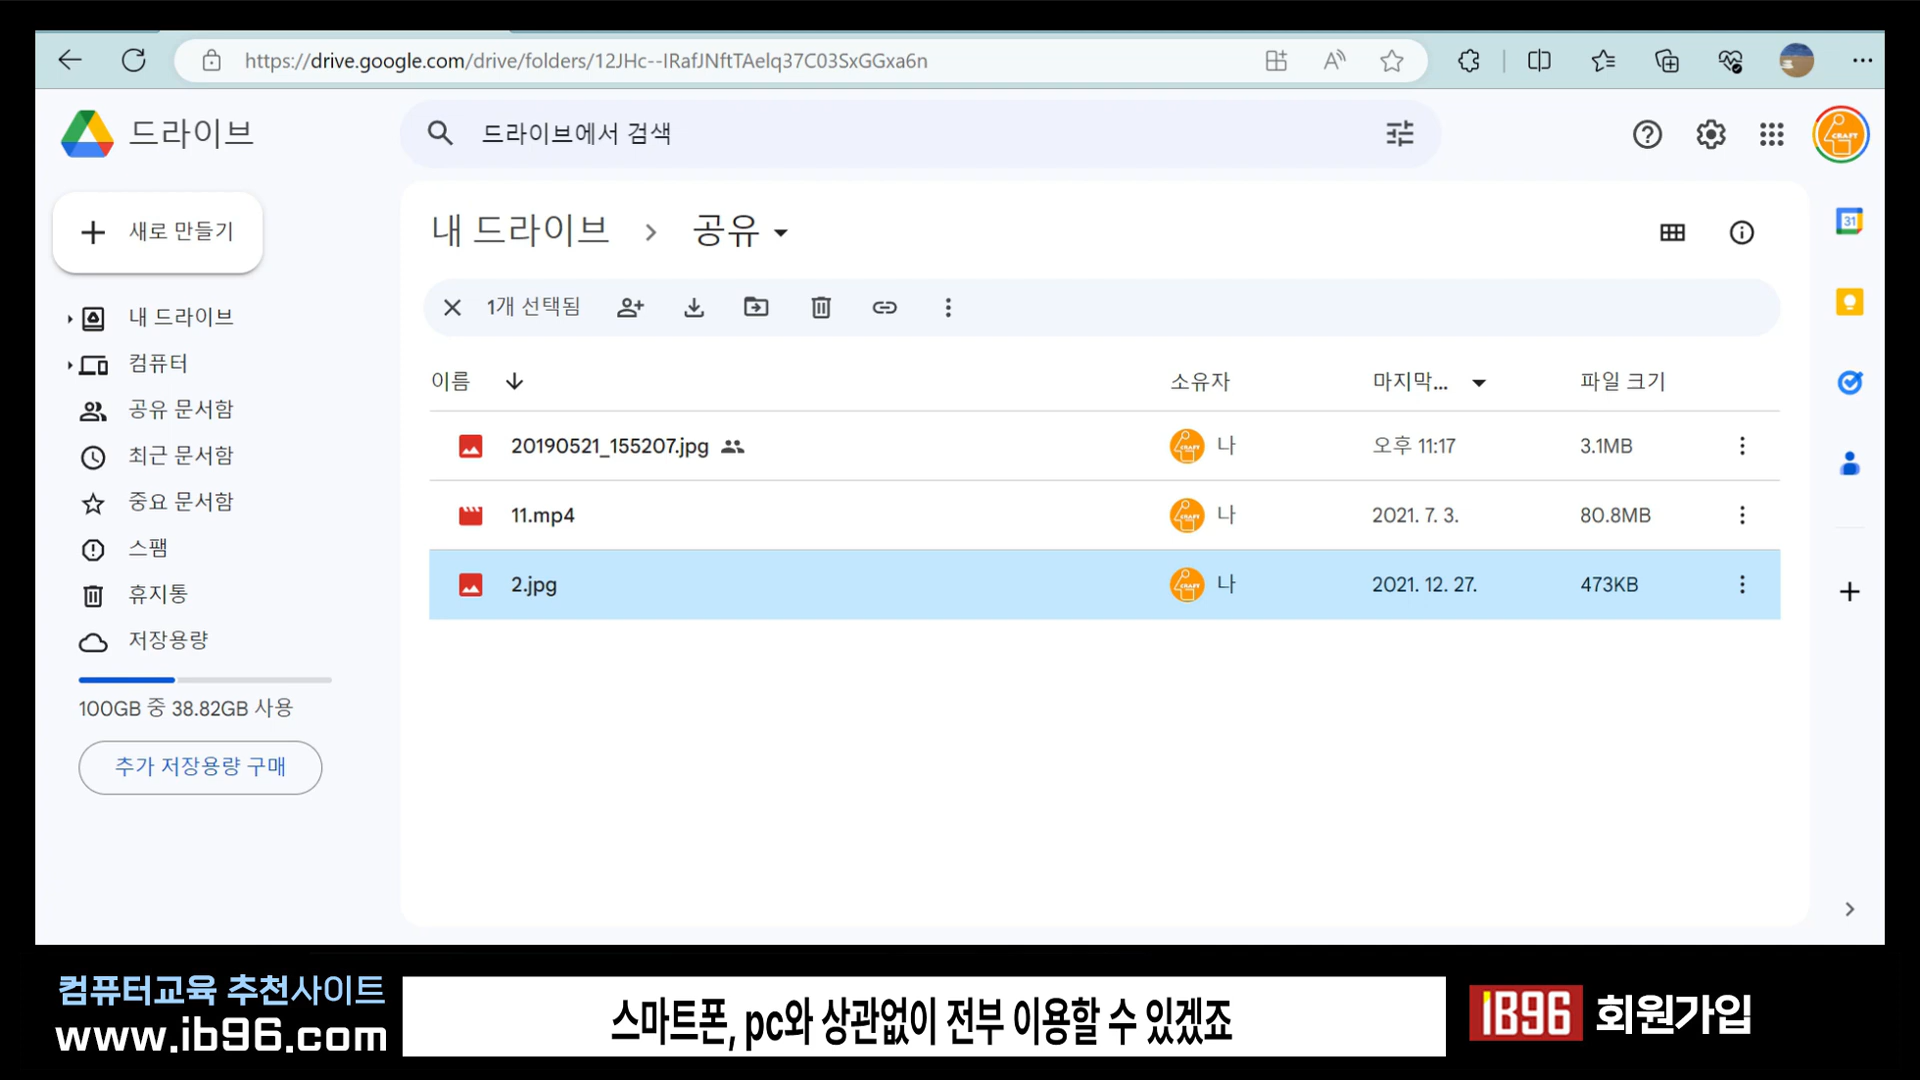 https://drive.google.com/drive/folders/12JHc--IRafJNftTAelq37C03SxGGxa6n
드라이브
드라이브에서 검색
CRAFT
새로 만들기
내 드라이브 > 공유
31
1개 선택됨
내 드라이브
컴퓨터
공유 문서함
최근 문서함
중요 문서함
스팸
휴지통
저장용량
100GB 중 38.82GB 사용
추가 저장용량 구매
이름 소유자 마지막... 파일 크기
20190521_155207.jpg CRAFT 나 오후 11:17 3.1MB
11.mp4 CRAFT 나 2021. 7. 3. 80.8MB
2.jpg CRAFT 나 2021. 12. 27. 473KB
컴퓨터교육 추천사이트
www.ib96.com
스마트폰, pc와 상관없이 전부 이용할 수 있겠죠
IB96 회원가입